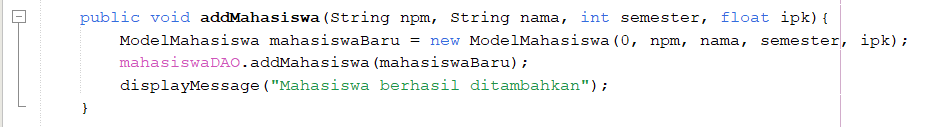 public void addMahasiswa(String npm, String nama, int semester, float ipk){
ModelMahasiswa mahasiswaBaru = new ModelMahasiswa(0, npm, nama, semester, ipk);
mahasiswaDAO.addMahasiswa(mahasiswaBaru);
displayMessage("Mahasiswa berhasil ditambahkan");
}